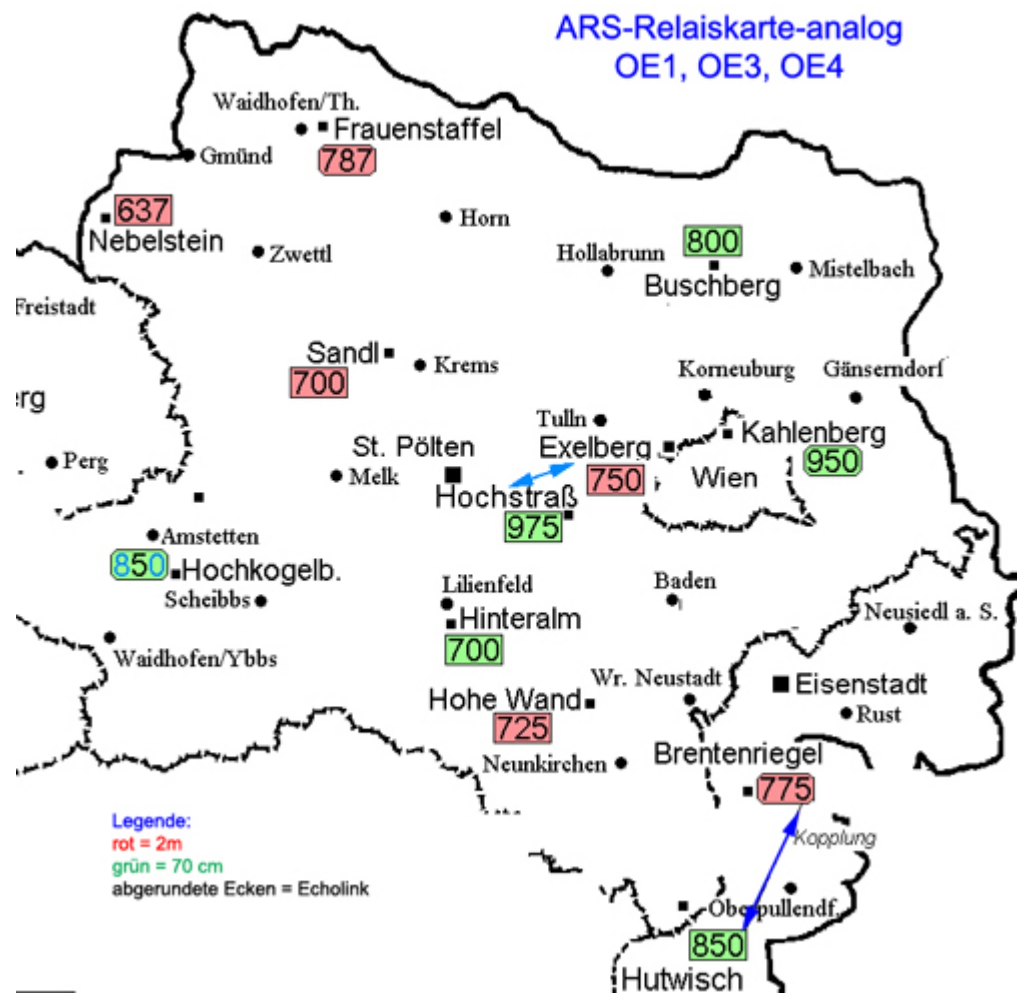 ARS-Relaiskarte-analog
OE1, OE3, OE4
Waidhofen/Th.
Frauenstaffel
787
Gmünd
637
Nebelstein
Horn
Zwettl
Hollabrunn
800
Buschberg
Mistelbach
Freistadt
Sandl
700
Krems
Korneuburg
Gänserndorf
rg
Tulln
Kahlenberg
950
St. Pölten
Exelberg
750
Wien
Perg
Melk
Hochstraß
975
Amstetten
850
Hochkogelb.
Scheibbs
Lilienfeld
Hinteralm
700
Baden
Neusiedl a. S.
Waidhofen/Ybbs
Wr. Neustadt
Eisenstadt
Hohe Wand
725
Rust
Neunkirchen
Brentenriegel
775
Kopplung
Legende:
rot = 2m
grün = 70 cm
abgerundete Ecken = Echolink
Oberpullendf.
850
Hutwisch